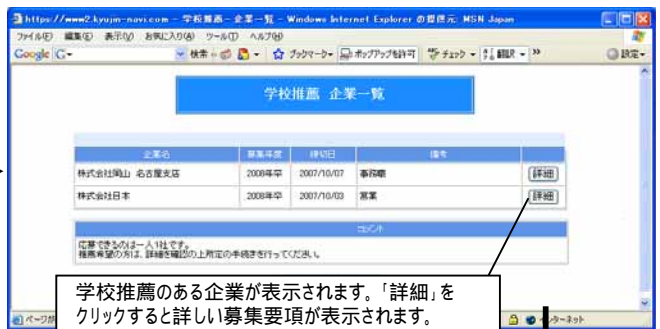 https://www2.kyujin-navi.com - 学校推薦－企業一覧 - Windows Internet Explorer の提供元: MSN Japan
ファイル(F) 編集(E) 表示(V) お気に入り(A) ツール(T) ヘルプ(H)
Google G 検索 ブックマーク ポップアップを許可 チェック 翻訳 » 設定
学校推薦 企業一覧
企業名 募集年度 締切日 備考
株式会社岡山 名古屋支店 2008年卒 2007/10/07 事務職 詳細
株式会社日本 2008年卒 2007/10/03 営業 詳細
コメント
応募できるのは一人1社です。
推薦希望の方は、詳細を確認の上所定の手続きを行ってください。
学校推薦のある企業が表示されます。「詳細」を
クリックすると詳しい募集要項が表示されます。
ページが